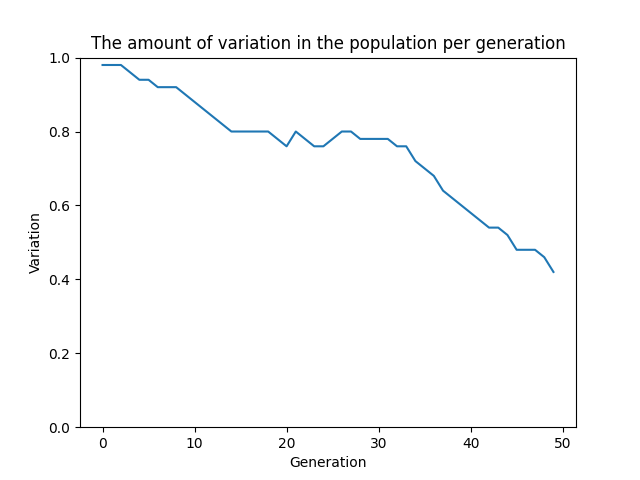 The amount of variation in the population per generation
1.0
0.8
0.6
0.4
0.2
0.0
Variation
0 10 20 30 40 50
Generation